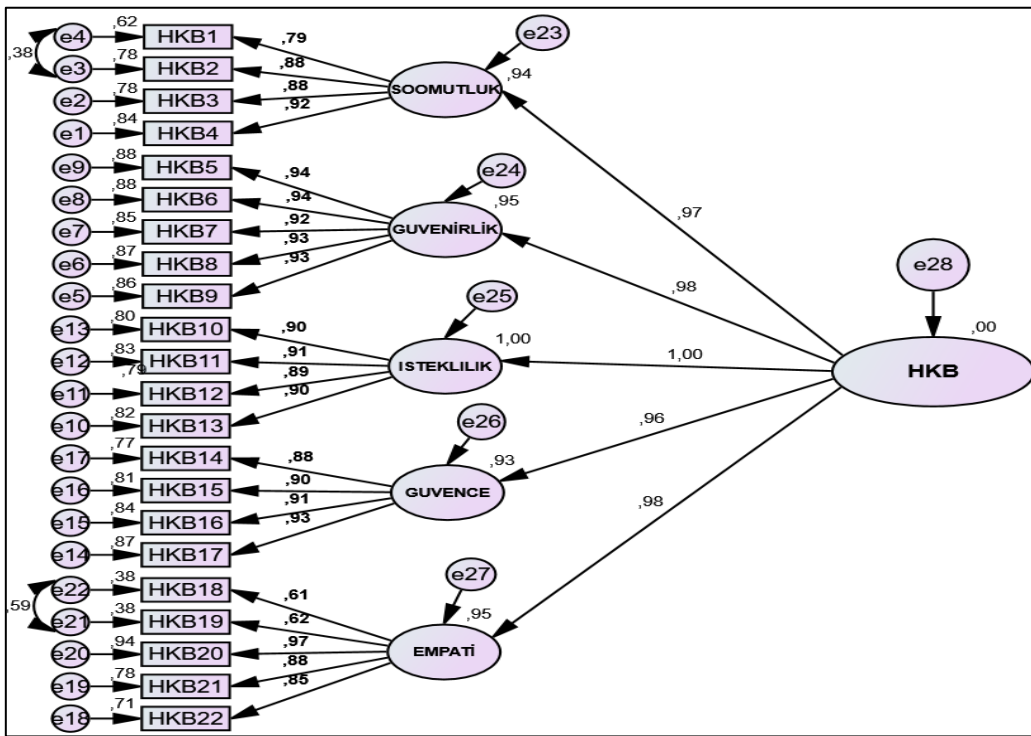 e4 ,62 HKB1 ,79
,38
e3 ,78 HKB2 ,88
e2 ,78 HKB3 ,88
e1 ,84 HKB4 ,92
SOOMUTLUK ,94 e23
e9 ,88 HKB5 ,94
e8 ,88 HKB6 ,94
e7 ,85 HKB7 ,92
e6 ,87 HKB8 ,93
e5 ,86 HKB9 ,93
GUVENİRLİK ,95 e24
e13 ,80 HKB10 ,90
e12 ,83 HKB11 ,91
e11 ,79 HKB12 ,89
e10 ,82 HKB13 ,90
ISTEKLILIK 1,00 e25
e17 ,77 HKB14 ,88
e16 ,81 HKB15 ,90
e15 ,84 HKB16 ,91
e14 ,87 HKB17 ,93
GUVENCE ,93 e26
e22 ,38 HKB18 ,61
,59
e21 ,38 HKB19 ,62
e20 ,94 HKB20 ,97
e19 ,78 HKB21 ,88
e18 ,71 HKB22 ,85
EMPATİ ,95 e27
,97
,98
1,00
,96
,98
e28
,00
HKB